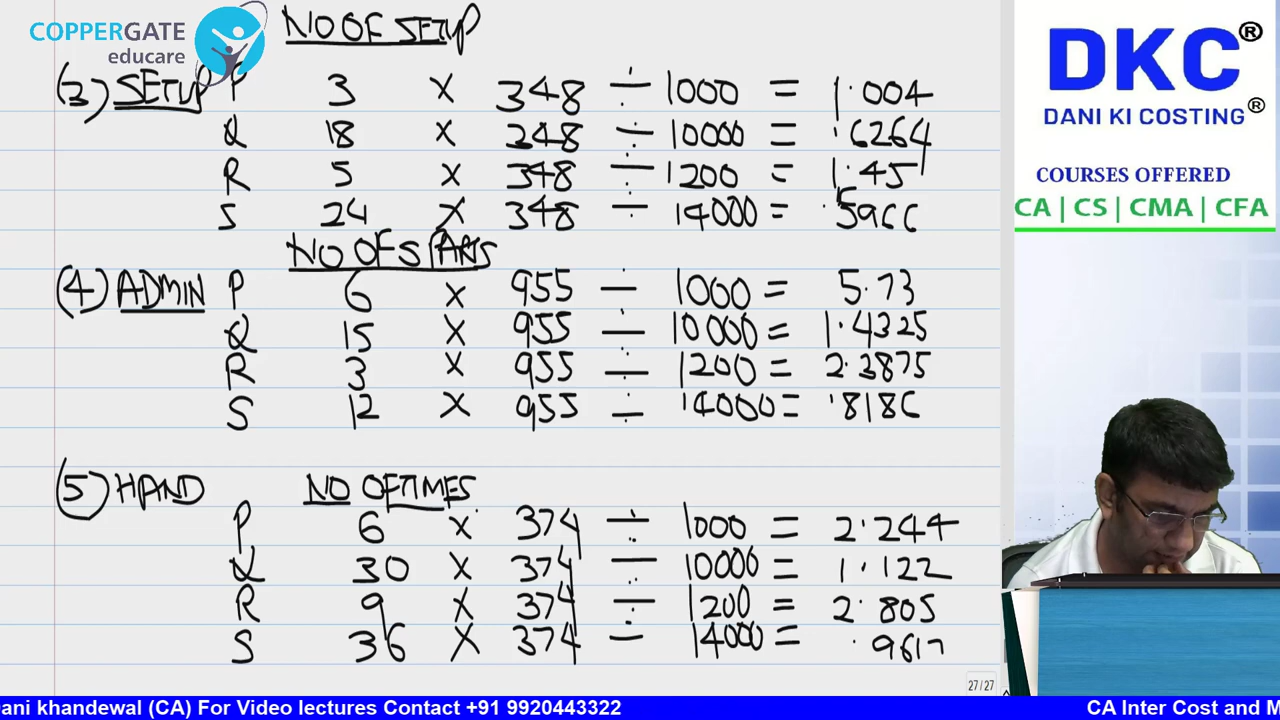 COPPERGATE
educare
NO OF SETUP
(3) SETUP P 3 X 348 ÷ 1000 = 1.004
Q 18 X 248 ÷ 10000 = .6264
R 5 X 348 ÷ 1200 = 1.45
S 24 X 348 ÷ 14000 = .5966
NO OF SPARTS
(4) ADMIN P 6 X 955 ÷ 1000 = 5.73
Q 15 X 955 ÷ 10000 = 1.4325
R 3 X 955 ÷ 1200 = 2.3875
S 12 X 955 ÷ 14000 = .8186
(5) HAND NO OF TIMES
P 6 X 374 ÷ 1000 = 2.244
Q 30 X 374 ÷ 10000 = 1.122
R 9 X 374 ÷ 1200 = 2.805
S 36 X 374 ÷ 14000 = .9617
27/27
DKC®
DANI KI COSTING®
COURSES OFFERED
CA | CS | CMA | CFA
Dani khandewal (CA) For Video lectures Contact +91 9920443322
CA Inter Cost and M